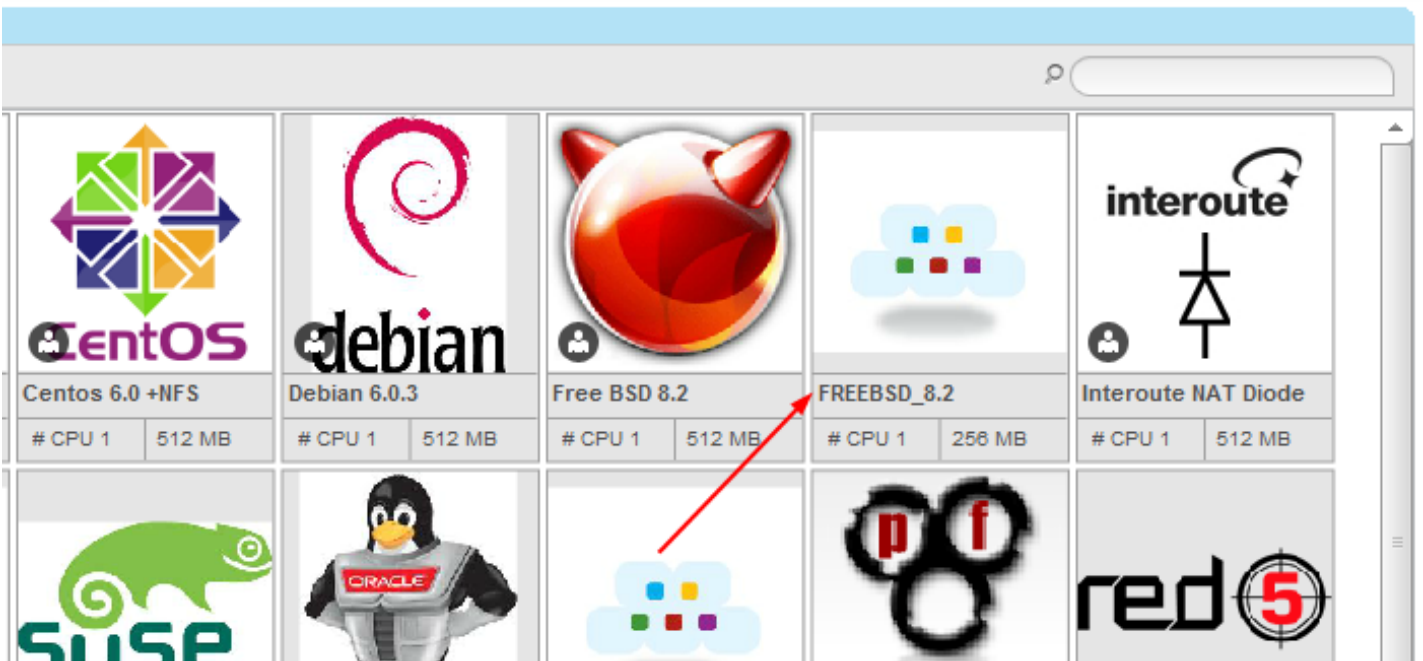 CentOS
debian
interoute
Centos 6.0 +NFS
Debian 6.0.3
Free BSD 8.2
FREEBSD_8.2
Interoute NAT Diode
# CPU 1 512 MB
# CPU 1 512 MB
# CPU 1 512 MB
# CPU 1 256 MB
# CPU 1 512 MB
suse
ORACLE
pf
red5